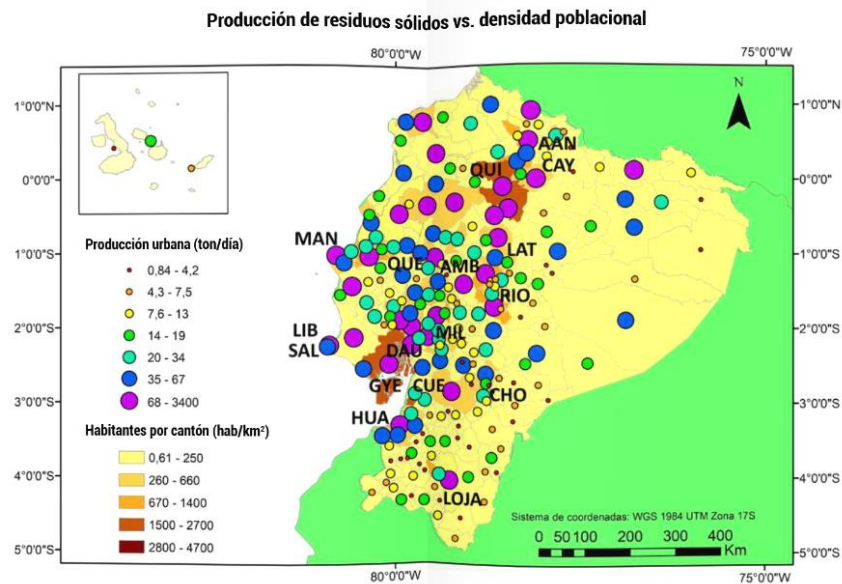 Producción de residuos sólidos vs. densidad poblacional
80°0'0"W
75°0'0"W
1°0'0"N
0°0'0"
1°0'0"S
2°0'0"S
3°0'0"S
4°0'0"S
5°0'0"S
1°0'0"N
0°0'0"
1°0'0"S
2°0'0"S
3°0'0"S
4°0'0"S
5°0'0"S
N
AAN
CAY
QUI
MAN
LAT
QUE
AMB
RIO
LIB
SAL
MIL
DAU
GYE
CUE
CHO
HUA
LOJA
Producción urbana (ton/día)
0,84 - 4,2
4,3 - 7,5
7,6 - 13
14 - 19
20 - 34
35 - 67
68 - 3400
Habitantes por cantón (hab/km²)
0,61 - 250
260 - 660
670 - 1400
1500 - 2700
2800 - 4700
Sistema de coordenadas: WGS 1984 UTM Zona 17S
0 50 100 200 300 400
Km
80°0'0"W
75°0'0"W